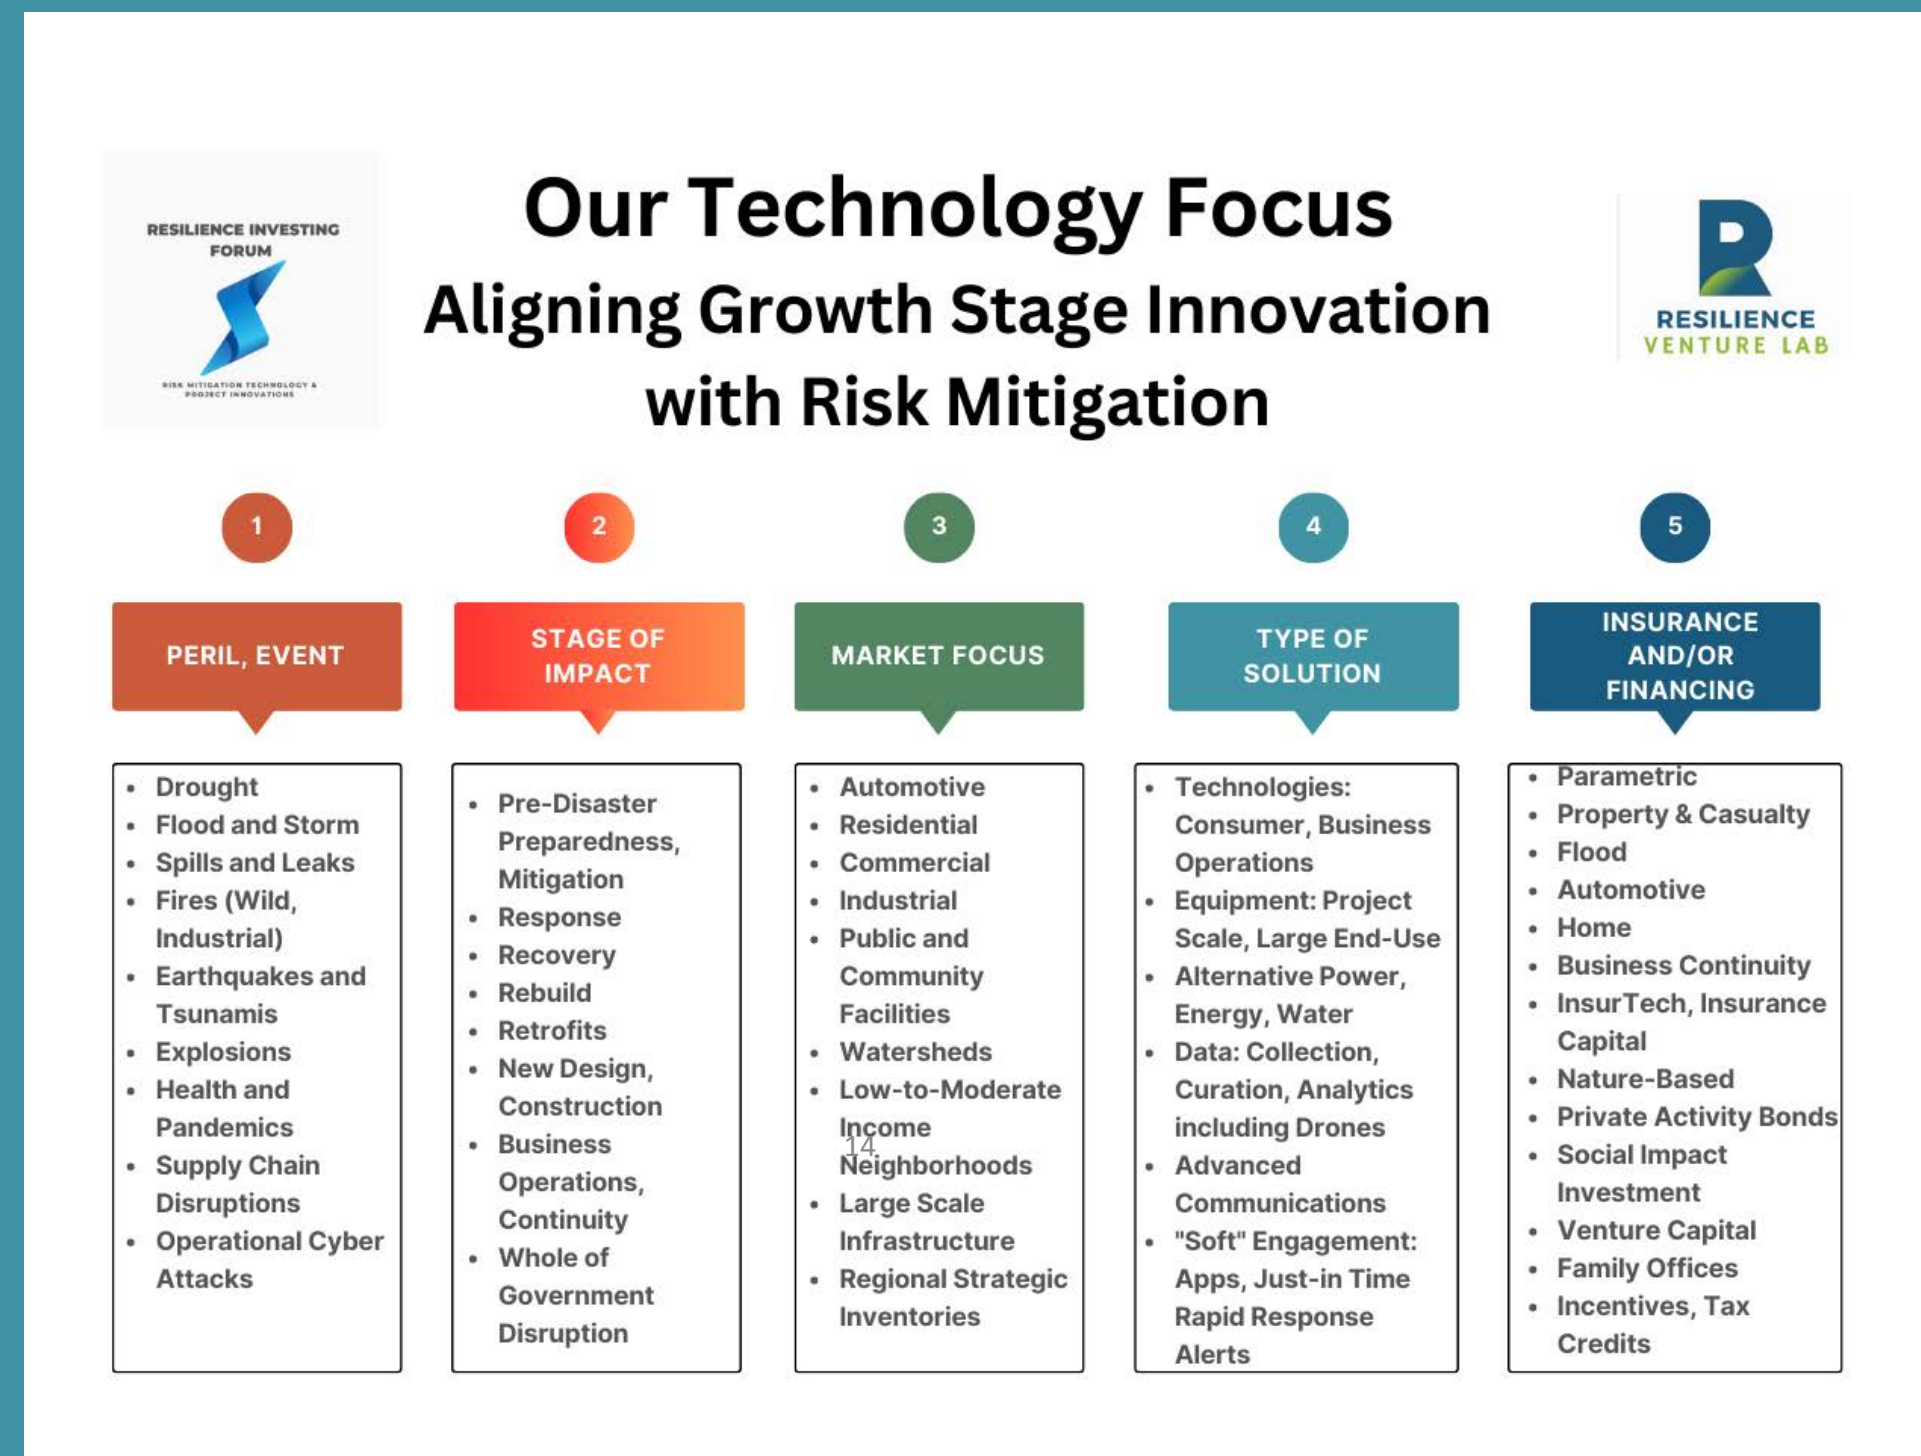 RESILIENCE INVESTING
FORUM
RISK MITIGATION TECHNOLOGY &
PROJECT INNOVATIONS
Our Technology Focus
Aligning Growth Stage Innovation
with Risk Mitigation
RESILIENCE
VENTURE LAB
1
PERIL, EVENT
• Drought
• Flood and Storm
• Spills and Leaks
• Fires (Wild,
Industrial)
• Earthquakes and
Tsunamis
• Explosions
• Health and
Pandemics
• Supply Chain
Disruptions
• Operational Cyber
Attacks
2
STAGE OF
IMPACT
• Pre-Disaster
Preparedness,
Mitigation
• Response
• Recovery
• Rebuild
• Retrofits
• New Design,
Construction
• Business
Operations,
Continuity
• Whole of
Government
Disruption
3
MARKET FOCUS
• Automotive
• Residential
• Commercial
• Industrial
• Public and
Community
Facilities
• Watersheds
• Low-to-Moderate
Income
Neighborhoods
• Large Scale
Infrastructure
• Regional Strategic
Inventories
14
4
TYPE OF
SOLUTION
• Technologies:
Consumer, Business
Operations
• Equipment: Project
Scale, Large End-Use
• Alternative Power,
Energy, Water
• Data: Collection,
Curation, Analytics
including Drones
• Advanced
Communications
• "Soft" Engagement:
Apps, Just-in Time
Rapid Response
Alerts
5
INSURANCE
AND/OR
FINANCING
• Parametric
• Property & Casualty
• Flood
• Automotive
• Home
• Business Continuity
• InsurTech, Insurance
Capital
• Nature-Based
• Private Activity Bonds
• Social Impact
Investment
• Venture Capital
• Family Offices
• Incentives, Tax
Credits